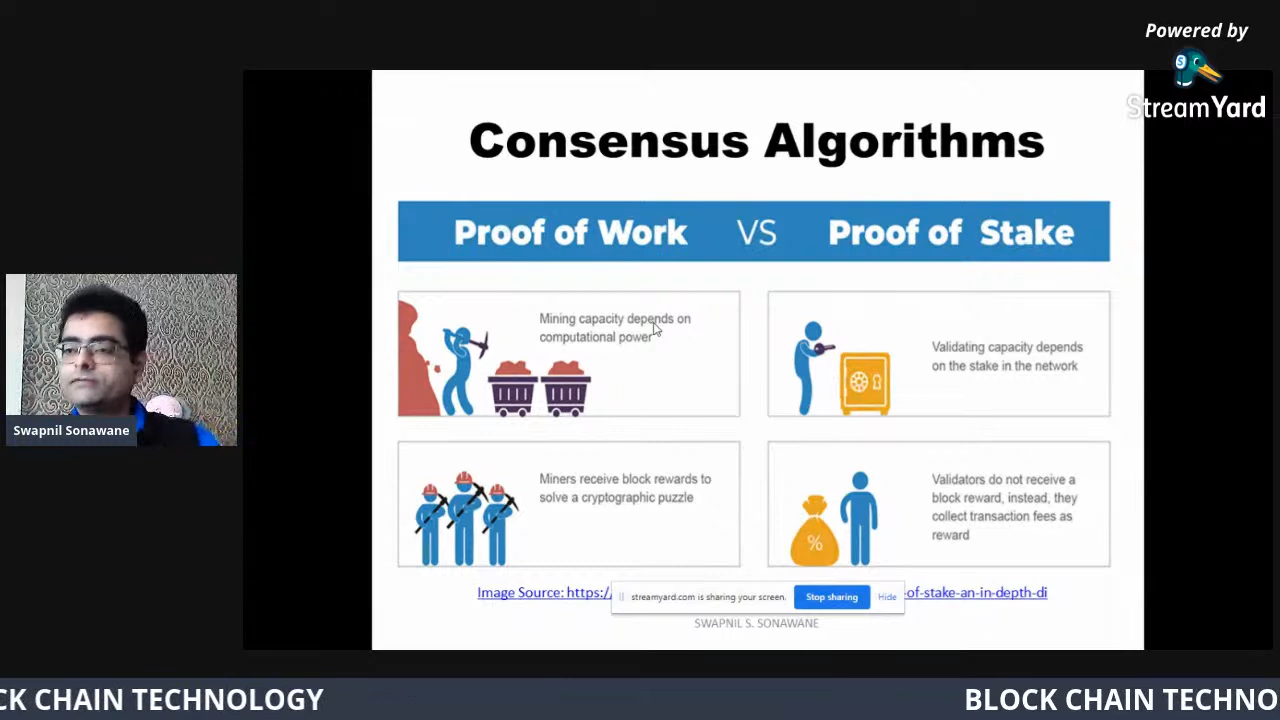 Powered by
StreamYard
Consensus Algorithms
Proof of Work VS Proof of Stake
Mining capacity depends on
computational power
Validating capacity depends
on the stake in the network
Miners receive block rewards to
solve a cryptographic puzzle
Validators do not receive a
block reward, instead, they
collect transaction fees as
reward
%
Image Source: https:/
-of-stake-an-in-depth-di
streamyard.com is sharing your screen. Stop sharing Hide
SWAPNIL S. SONAWANE
Swapnil Sonawane
CK CHAIN TECHNOLOGY
BLOCK CHAIN TECHNO